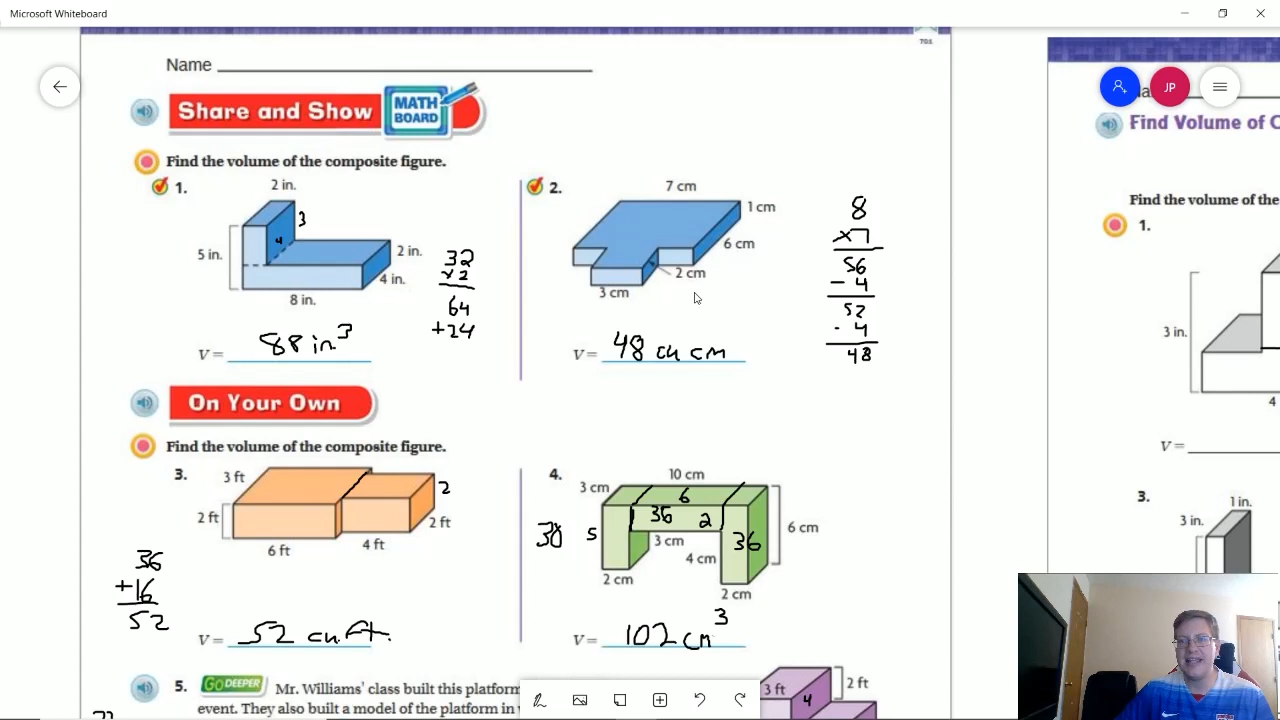 Microsoft Whiteboard
701
Name
JP
Share and Show
MATH
BOARD
Find the volume of the composite figure.
1.
2 in.
3
4
5 in.
2 in.
4 in.
8 in.
32
x 2
64
+24
V = 88 in.3
2.
7 cm
1 cm
6 cm
2 cm
3 cm
8
x7
56
- 4
52
- 4
48
V = 48 cu cm
On Your Own
Find the volume of the composite figure.
3.
3 ft
2
2 ft
2 ft
6 ft
4 ft
36
+16
52
V = 52 cu. ft.
4.
10 cm
3 cm
6
36
2
6 cm
30
5
3 cm
36
4 cm
2 cm
2 cm
V = 102 cm3
5.
GO DEEPER
Mr. Williams' class built this platform
event. They also built a model of the platform in
3 ft
4
2 ft
Find Volume of C
Find the volume of the
1.
3 in.
4
V =
3.
1 in.
3 in.